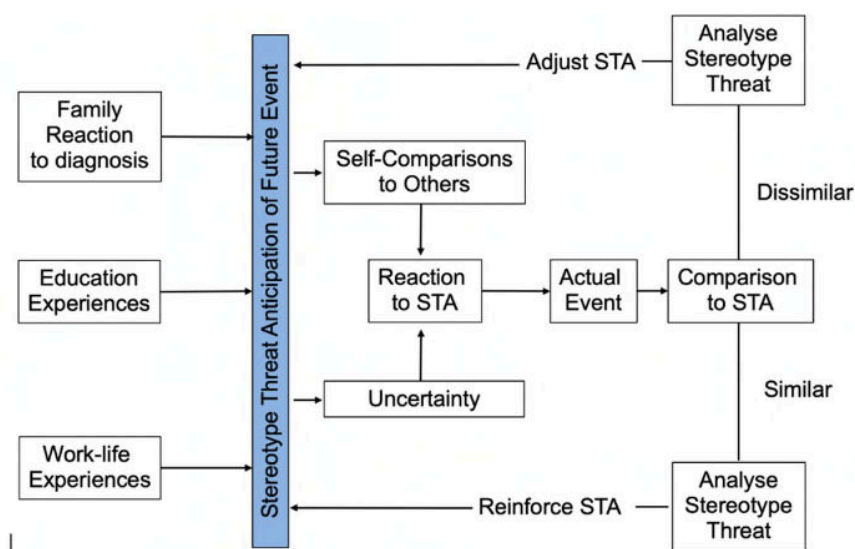 Analyse
Stereotype
Threat
Adjust STA
Family
Reaction
to diagnosis
Stereotype Threat Anticipation of Future Event
Self-Comparisons
to Others
Dissimilar
Education
Experiences
Reaction
to STA
Actual
Event
Comparison
to STA
Uncertainty
Similar
Work-life
Experiences
Reinforce STA
Analyse
Stereotype
Threat